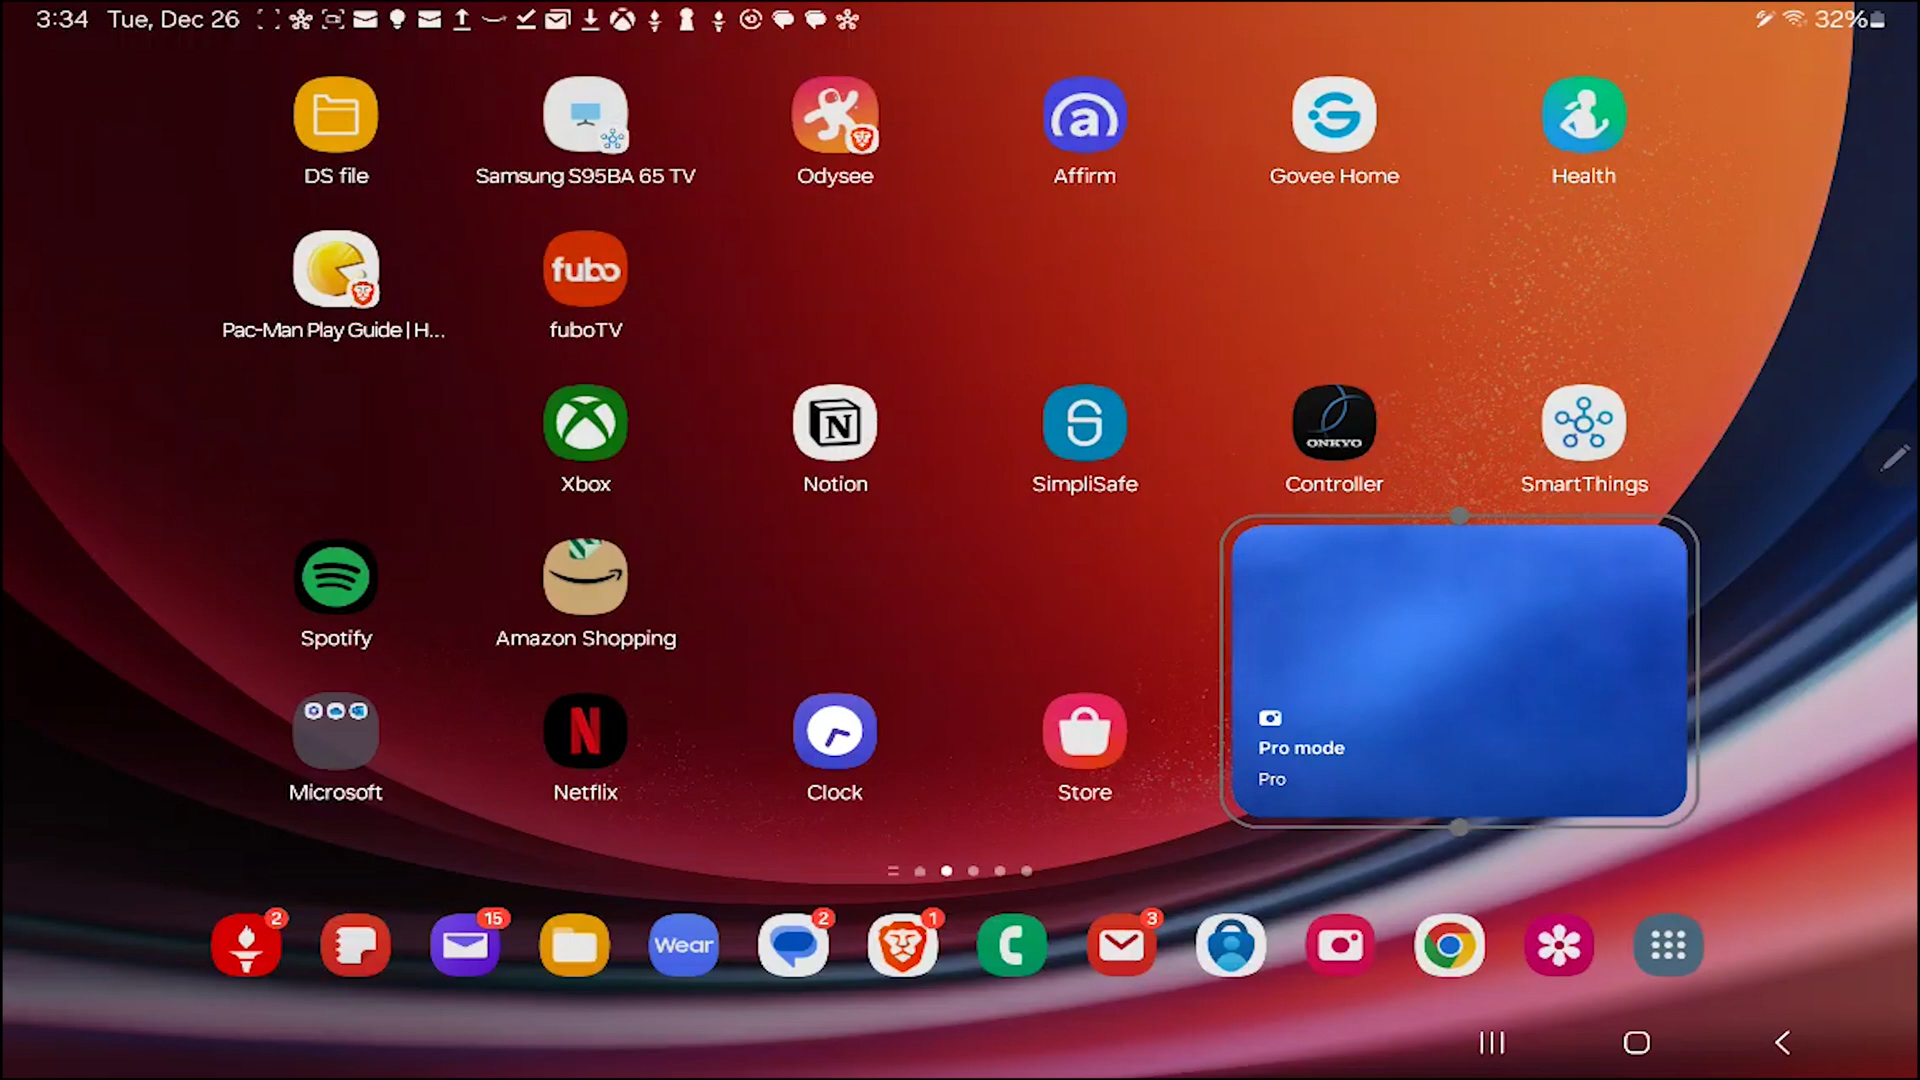 3:34 Tue, Dec 26
32%
DS file
Samsung S95BA 65 TV
Odysee
a
Affirm
Govee Home
Health
Pac-Man Play Guide | H...
fubo
fuboTV
Xbox
N
Notion
SimpliSafe
ONKYO
Controller
SmartThings
Spotify
Amazon Shopping
Microsoft
N
Netflix
Clock
Store
Pro mode
Pro
2
15
Wear
2
1
3